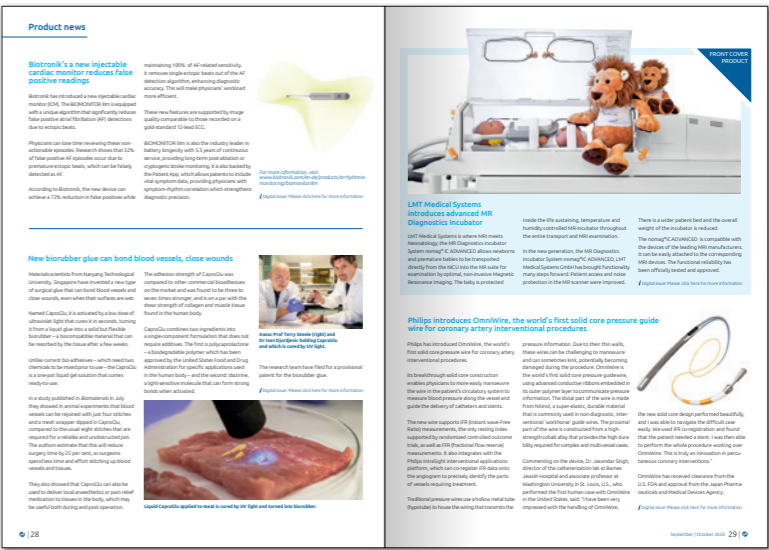 Product news
Biotronik's a new injectable
cardiac monitor reduces false
positive readings
Biotronik has introduced a new injectable cardiac
monitor (ICM). The BIOMONITOR IIIm is equipped
with a unique algorithm that significantly reduces
false positive atrial fibrillation (AF) detections
due to ectopic beats.
Physicians can lose time reviewing these non-
actionable episodes. Research shows that 52%
of false positive AF episodes occur due to
premature ectopic beats, which can be falsely
detected as AF.
According to Biotronik, the new device can
achieve a 72% reduction in false positives while
maintaining 100% of AF-related sensitivity.
It removes single ectopic beats out of the AF
detection algorithm, enhancing diagnostic
accuracy. This will make physicians' workload
more efficient.
These new features are supported by image
quality comparable to those recorded on a
gold-standard 12-lead ECG.
BIOMONITOR IIIm is also the industry leader in
battery longevity with 5.5 years of continuous
service, providing long-term post-ablation or
cryptogenic stroke monitoring. It is also backed by
the Patient App, which allows patients to include
vital symptom data, providing physicians with
symptom-rhythm correlation which strengthens
diagnostic precision.
For more information, visit:
www.biotronik.com/en-de/products/arrhythmia-
monitoring/biomonitor-iiim
Digital issue: Please click here for more information
New biorubber glue can bond blood vessels, close wounds
Materials scientists from Nanyang Technological
University, Singapore have invented a new type
of surgical glue that can bond blood vessels and
close wounds, even when their surfaces are wet.
Named CaproGlu, it is activated by a low dose of
ultraviolet light that cures it in seconds, turning
it from a liquid glue into a solid but flexible
biorubber – a biocompatible material that can
be resorbed by the tissue after a few weeks.
Unlike current bio-adhesives – which need two
chemicals to be mixed prior to use – the CaproGlu
is a one-pot liquid gel solution that comes
ready-to-use.
In a study published in Biomaterials in July
they showed in animal experiments that blood
vessels can be rejoined with just four stitches
and a mesh wrapper dipped in CaproGlu,
compared to the usual eight stitches that are
required for a reliable and unobstructed join.
The authors estimate that this will reduce
surgery time by 25 per cent, as surgeons
spend less time and effort stitching up blood
vessels and tissues.
They also showed that CaproGlu can also be
used to deliver local anaesthetics or pain relief
medication to tissues in the body, which may
be useful both during and post operation.
The adhesion strength of CaproGlu was
compared to other commercial bioadhesives
on the market and was found to be three to
seven times stronger, and is on a par with the
shear strength of collagen and muscle tissue
found in the human body.
CaproGlu combines two ingredients into
a single-component formulation that does not
require additives. The first is polycaprolactone
– a biodegradable polymer which has been
approved by the United States Food and Drug
Administration for specific applications used
in the human body – and the second: diazirine,
a light-sensitive molecule that can form strong
bonds when activated.
Assoc Prof Terry Steele (right) and
Dr Ivan Djordjevic holding CaproGlu
and which is cured by UV light.
The research team have filed for a provisional
patent for the biorubber glue.
Digital issue: Please click here for more information
Liquid CaproGlu applied to meat is cured by UV light and turned into biorubber.
28
FRONT COVER
PRODUCT
LMT Medical Systems
introduces advanced MR
Diagnostics Incubator
LMT Medical Systems is where MRI meets
Neonatology; the MR Diagnostics Incubator
System nomag®IC ADVANCED allows newborns
and premature babies to be transported
directly from the NICU into the MR suite for
examination by optimal, non-invasive Magnetic
Resonance imaging. The baby is protected
inside the life sustaining, temperature and
humidity controlled MR-incubator throughout
the entire transport and MRI examination.
In the new generation, the MR Diagnostics
Incubator System nomag®IC ADVANCED, LMT
Medical Systems GmbH has brought functionality
many steps forward. Patient access and noise
protection in the MR scanner were improved.
There is a wider patient bed and the overall
weight of the incubator is reduced.
The nomag®IC ADVANCED is compatible with
the devices of the leading MRI manufacturers.
It can be easily attached to the corresponding
MRI devices. The functional reliability has
been officially tested and approved.
Digital issue: Please click here for more information
Philips introduces OmniWire, the world's first solid core pressure guide
wire for coronary artery interventional procedures
Philips has introduced OmniWire, the world's
first solid core pressure wire for coronary artery
interventional procedures.
Its breakthrough solid core construction
enables physicians to more easily manoeuvre
the wire in the patient's circulatory system to
measure blood pressure along the vessel and
guide the delivery of catheters and stents.
The new wire supports iFR (instant wave-Free
Ratio) measurements, the only resting index
supported by randomized controlled outcome
trials, as well as FFR (fractional flow reserve)
measurements. It also integrates with the
Philips IntraSight interventional applications
platform, which can co-register iFR data onto
the angiogram to precisely identify the parts
of vessels requiring treatment.
Traditional pressure wires use a hollow metal tube
(hypotube) to house the wiring that transmits the
pressure information. Due to their thin walls,
these wires can be challenging to manoeuvre
and can sometimes kink, potentially becoming
damaged during the procedure. OmniWire is
the world's first solid core pressure guidewire,
using advanced conductive ribbons embedded in
its outer polymer layer to communicate pressure
information. The distal part of the wire is made
from Nitinol, a super-elastic, durable material
that is commonly used in non-diagnostic, inter-
ventional 'workhorse' guide wires. The proximal
part of the wire is constructed from a high-
strength cobalt alloy that provides the high dura-
bility required for complex and multi-vessel cases.
Commenting on the device, Dr. Jasvindar Singh,
director of the catheterization lab at Barnes
Jewish Hospital and associate professor at
Washington University in St. Louis, U.S., who
performed the first human case with OmniWire
in the United States, said "I have been very
impressed with the handling of OmniWire,
the new solid core design performed beautifully,
and I was able to navigate the difficult case
easily. We used iFR co-registration and found
that the patient needed a stent. I was then able
to perform the whole procedure working over
OmniWire. This is truly an innovation in percu-
taneous coronary interventions."
OmniWire has received clearance from the
U.S. FDA and approval from the Japan Pharma-
ceuticals and Medical Devices Agency.
Digital issue: Please click here for more information
September / October 2020 29